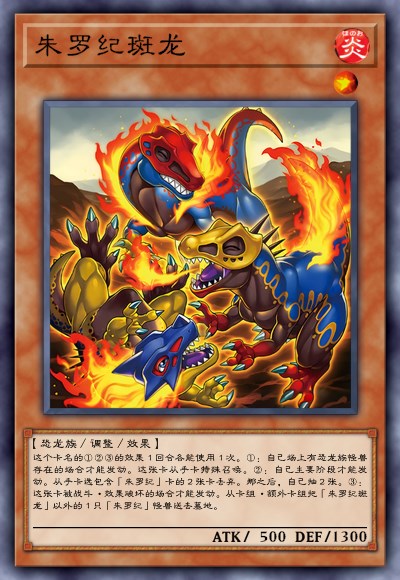 朱罗纪斑龙
ほのお
炎
【恐龙族/调整/效果】
这个卡名的①②③的效果1回合各能使用1次。①：自己场上有恐龙族怪兽
存在的场合才能发动。这张卡从手卡特殊召唤。②：自己主要阶段才能发
动。从手卡选包含「朱罗纪」卡的2张卡丢弃。那之后，自己抽2张。③：
这张卡被战斗·效果破坏的场合才能发动。从卡组·额外卡组把「朱罗纪斑
龙」以外的1只「朱罗纪」怪兽送去墓地。
ATK/ 500 DEF/1300